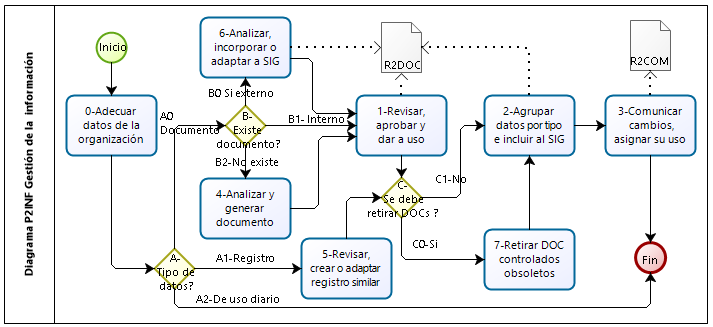 Diagrama P2INF Gestión de la información
Inicio
0-Adecuar
datos de la
organización
6-Analizar,
incorporar o
adaptar a SIG
R2DOC
R2COM
B0 Si externo
A0
Documento
B-
Existe
documento?
B1- Interno
B2-No existe
1-Revisar,
aprobar y
dar a uso
2-Agrupar
datos por tipo
e incluir al SIG
3-Comunicar
cambios,
asignar su uso
4-Analizar y
generar
documento
C-
Se debe
retirar DOCs ?
C1-No
C0-Si
A-
Tipo de
datos?
A1-Registro
5-Revisar,
crear o adaptar
registro similar
7-Retirar DOC
controlados
obsoletos
Fin
A2-De uso diario